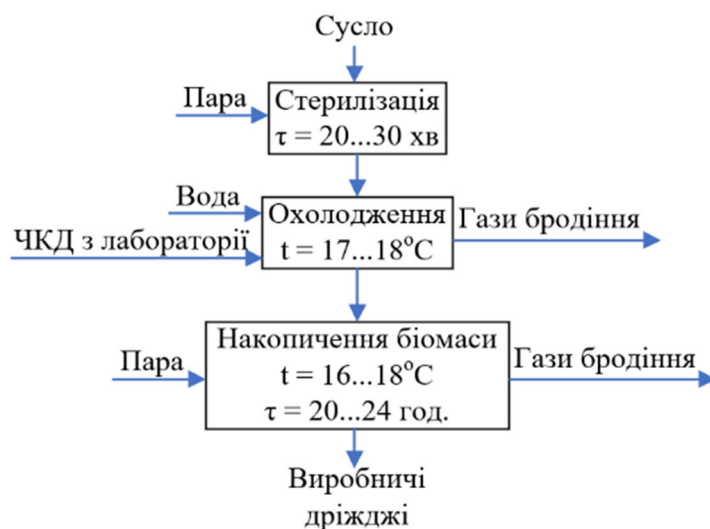 Сусло
Пара
Стерилізація
τ = 20...30 хв
Вода
ЧКД з лабораторії
Охолодження
t = 17...18°C
Гази бродіння
Пара
Накопичення біомаси
t = 16...18°C
τ = 20...24 год.
Гази бродіння
Виробничі
дріжджі